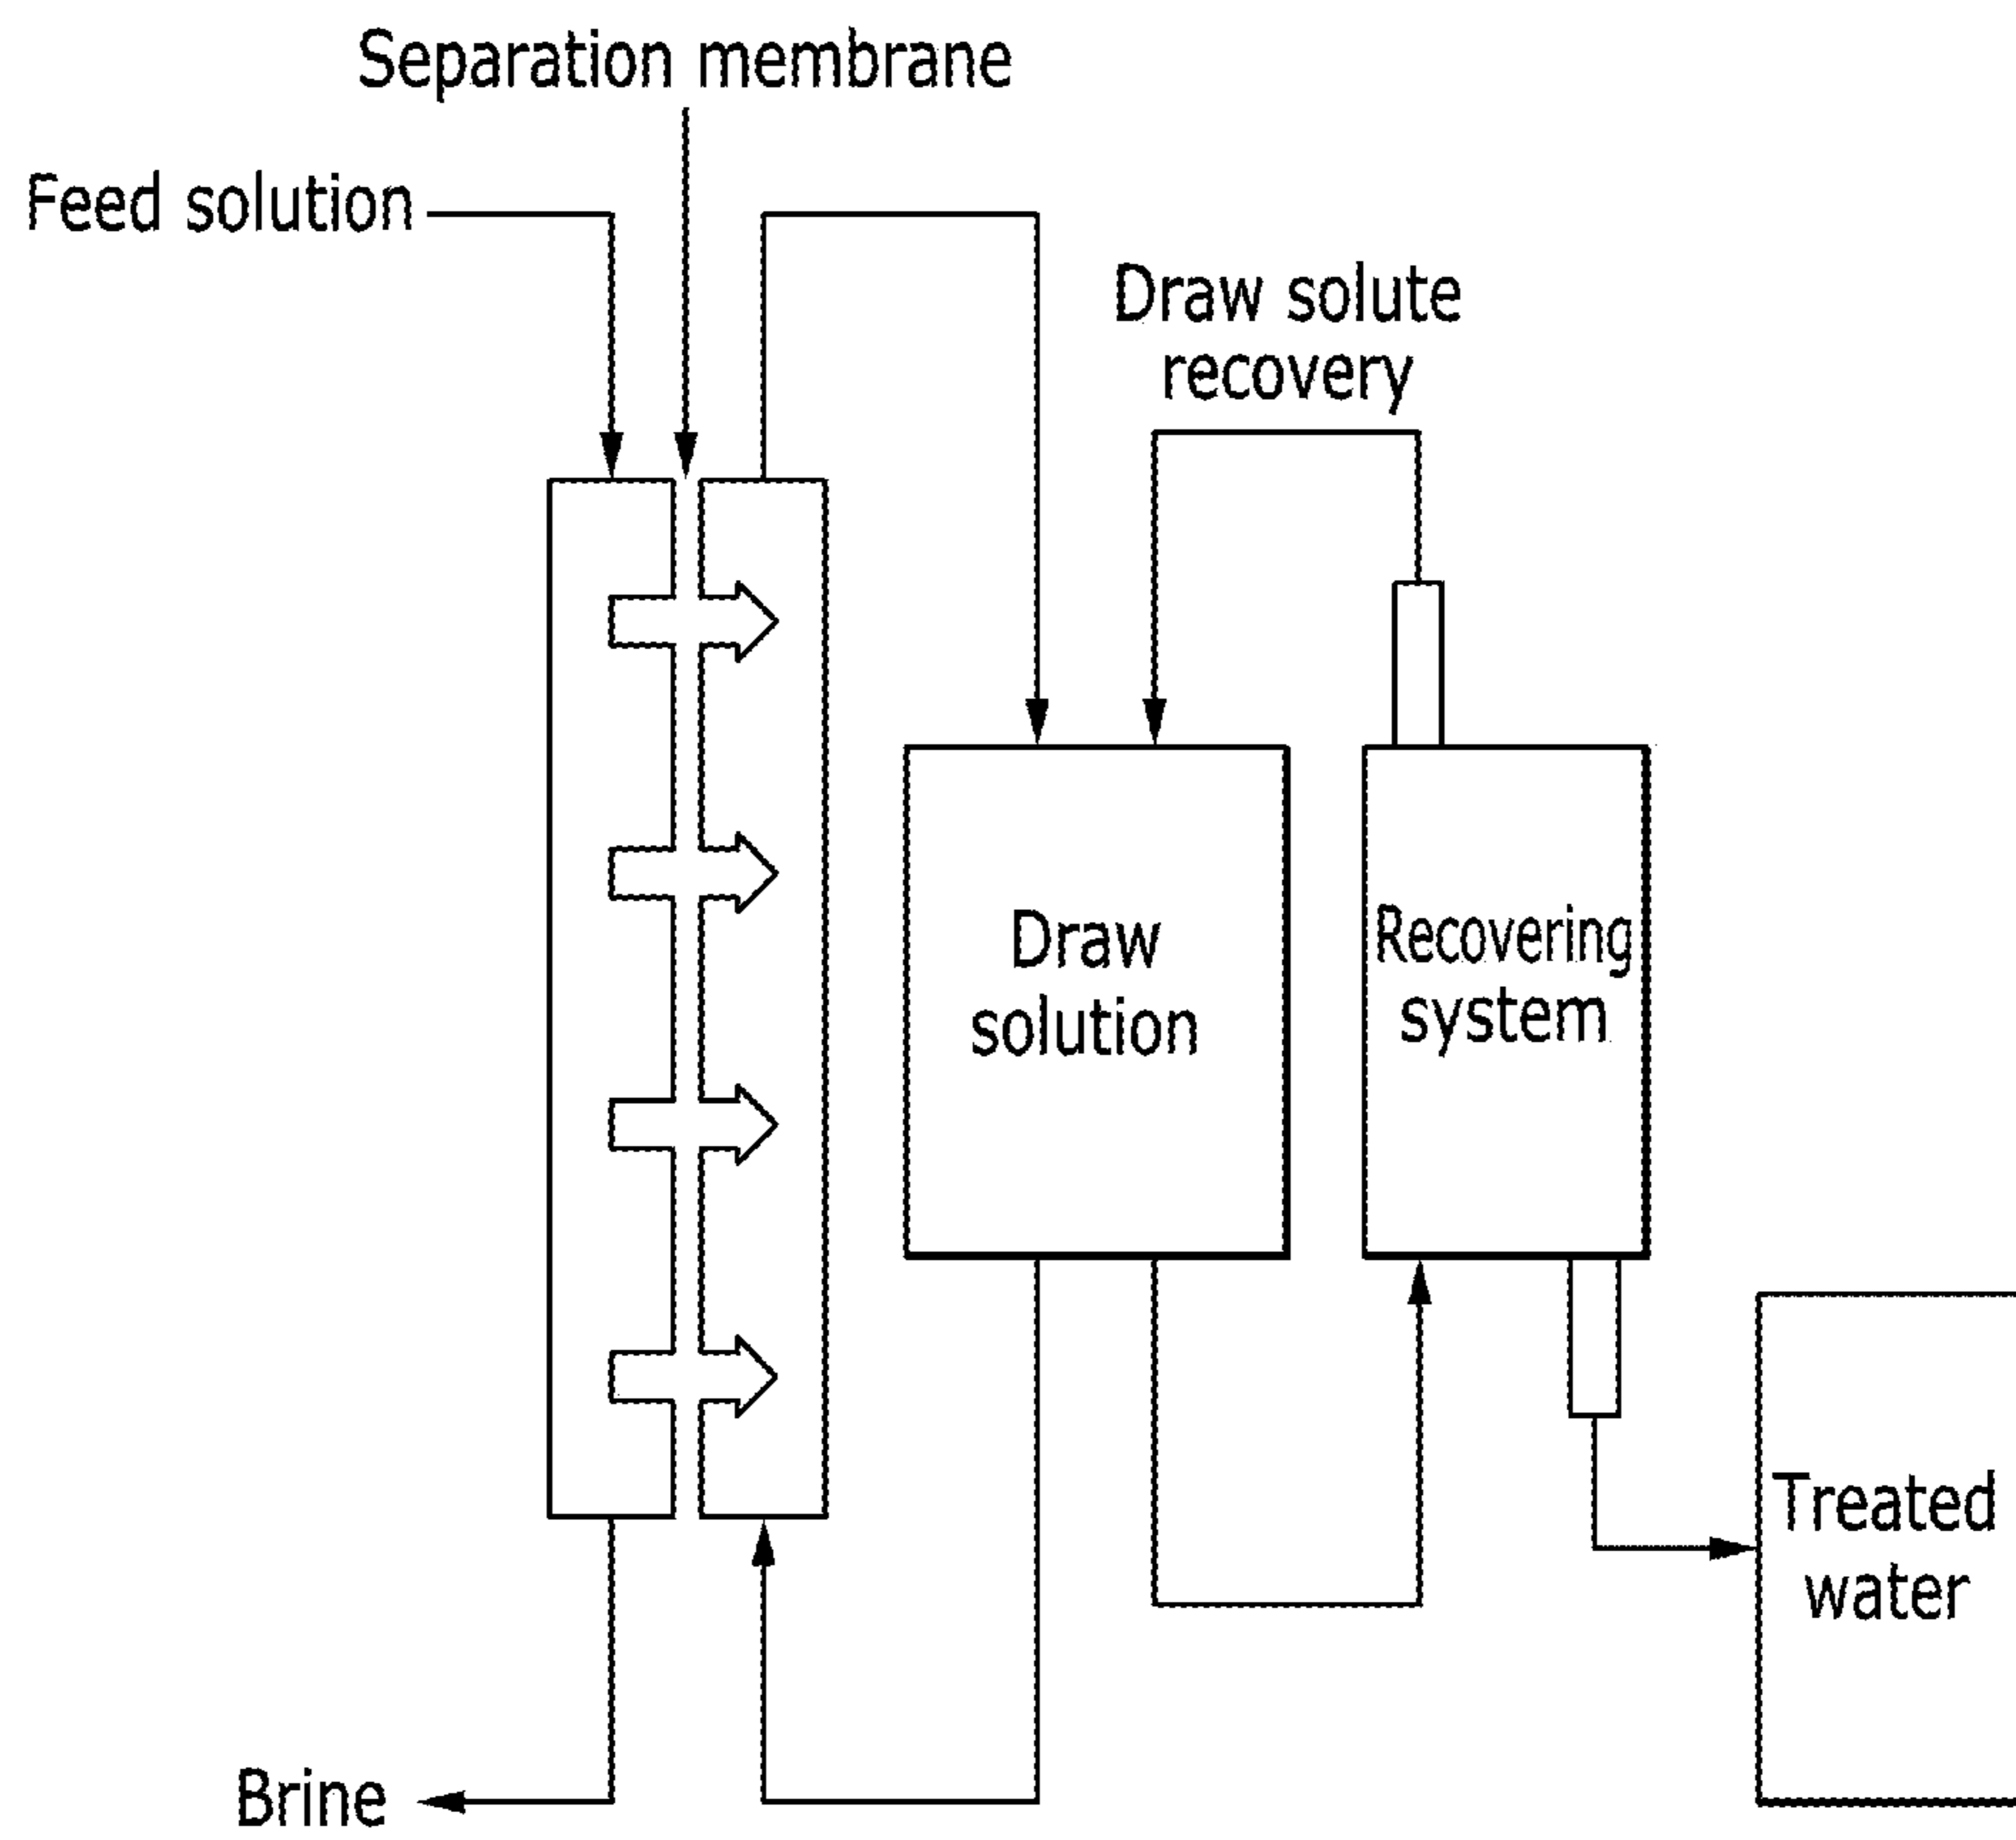 Separation membrane
Feed solution
Draw solute
recovery
Draw
solution
Recovering
system
Treated
water
Brine